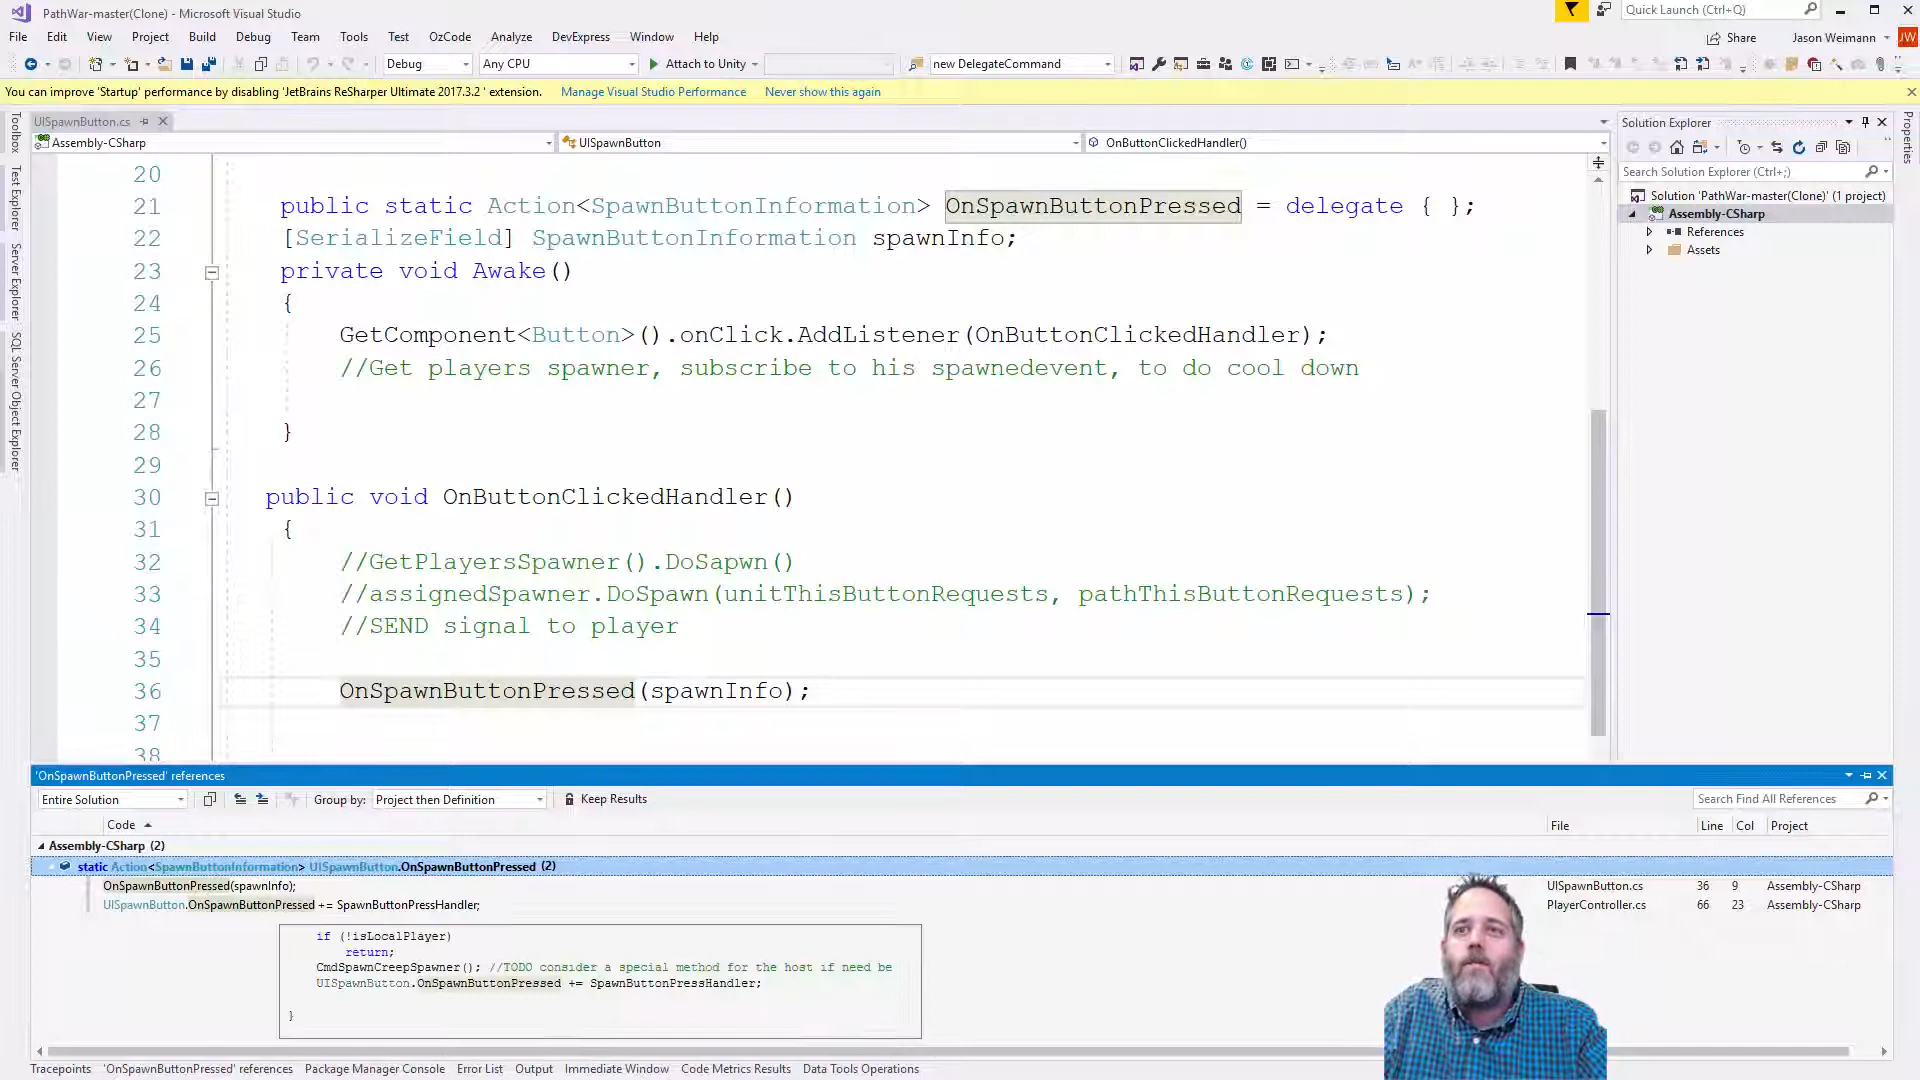 PathWar-master(Clone) - Microsoft Visual Studio
Quick Launch (Ctrl+Q)
File Edit View Project Build Debug Team Tools Test OzCode Analyze DevExpress Window Help
Share Jason Weimann JW
Debug Any CPU Attach to Unity new DelegateCommand
You can improve 'Startup' performance by disabling 'JetBrains ReSharper Ultimate 2017.3.2 ' extension. Manage Visual Studio Performance Never show this again
Toolbox
Test Explorer
Server Explorer
SQL Server Object Explorer
UISpawnButton.cs
Assembly-CSharp UISpawnButton OnButtonClickedHandler()
20
21 public static Action<SpawnButtonInformation> OnSpawnButtonPressed = delegate { };
22 [SerializeField] SpawnButtonInformation spawnInfo;
23 private void Awake()
24 {
25 GetComponent<Button>().onClick.AddListener(OnButtonClickedHandler);
26 //Get players spawner, subscribe to his spawnedevent, to do cool down
27
28 }
29
30 public void OnButtonClickedHandler()
31 {
32 //GetPlayersSpawner().DoSapwn()
33 //assignedSpawner.DoSpawn(unitThisButtonRequests, pathThisButtonRequests);
34 //SEND signal to player
35
36 OnSpawnButtonPressed(spawnInfo);
37
38
Solution Explorer
Search Solution Explorer (Ctrl+;)
Solution 'PathWar-master(Clone)' (1 project)
Assembly-CSharp
References
Assets
Properties
'OnSpawnButtonPressed' references
Entire Solution Group by: Project then Definition Keep Results Search Find All References
Code File Line Col Project
Assembly-CSharp (2)
static Action<SpawnButtonInformation> UISpawnButton.OnSpawnButtonPressed (2)
OnSpawnButtonPressed(spawnInfo); UISpawnButton.cs 36 9 Assembly-CSharp
UISpawnButton.OnSpawnButtonPressed += SpawnButtonPressHandler; PlayerController.cs 66 23 Assembly-CSharp
if (!isLocalPlayer)
return;
CmdSpawnCreepSpawner(); //TODO consider a special method for the host if need be
UISpawnButton.OnSpawnButtonPressed += SpawnButtonPressHandler;
}
Tracepoints 'OnSpawnButtonPressed' references Package Manager Console Error List Output Immediate Window Code Metrics Results Data Tools Operations